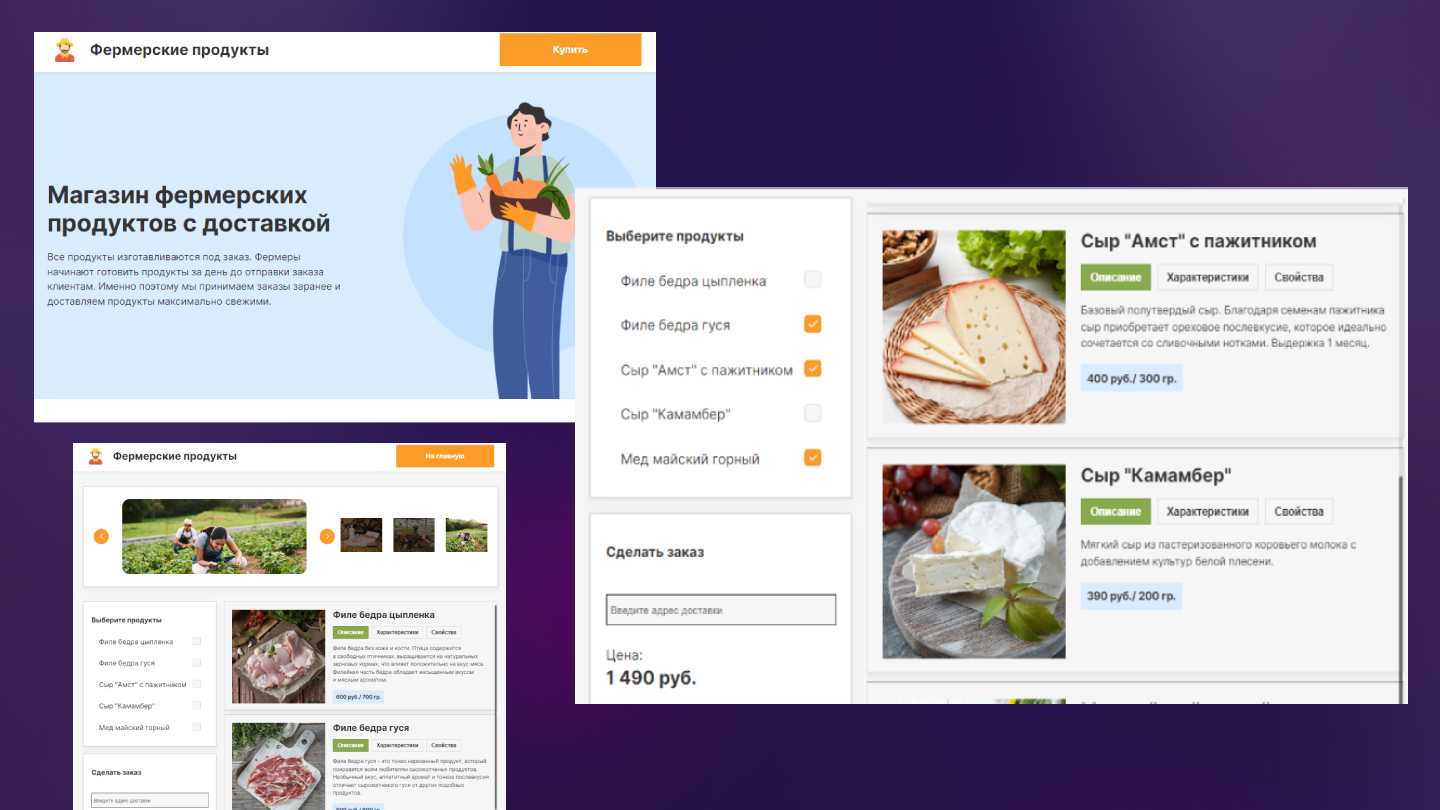 Фермерские продукты
Купить
Магазин фермерских
продуктов с доставкой
Все продукты изготавливаются под заказ. Фермеры
начинают готовить продукты за день до отправки заказа
клиентам. Именно поэтому мы принимаем заказы заранее и
доставляем продукты максимально свежими.
Выберите продукты
Филе бедра цыпленка
Филе бедра гуся
Сыр "Амст" с пажитником
Сыр "Камамбер"
Мед майский горный
Сделать заказ
Введите адрес доставки
Цена:
1 490 руб.
Сыр "Амст" с пажитником
Описание Характеристики Свойства
Базовый полутвердый сыр. Благодаря семенам пажитника
сыр приобретает ореховое послевкусие, которое идеально
сочетается со сливочными нотками. Выдержка 1 месяц.
400 руб./ 300 гр.
Сыр "Камамбер"
Описание Характеристики Свойства
Мягкий сыр из пастеризованного коровьего молока с
добавлением культур белой плесени.
390 руб./ 200 гр.
Фермерские продукты
На главную
Выберите продукты
Филе бедра цыпленка
Филе бедра гуся
Сыр "Амст" с пажитником
Сыр "Камамбер"
Мед майский горный
Сделать заказ
Введите адрес доставки
Филе бедра цыпленка
Описание Характеристики Свойства
Филе бедра без кожи и кости. Птица содержится
в свободных птичниках, выращивается на натуральных
зерновых кормах, что влияет положительно на вкус мяса.
Филейная часть бедра обладает насыщенным вкусом
и мясным ароматом.
600 руб./ 700 гр.
Филе бедра гуся
Описание Характеристики Свойства
Филе бедра гуся - это тонко нарезанный продукт, который
понравится всем любителям сырокопченых продуктов.
Необычный вкус, аппетитный аромат и тонкое послевкусия
отличает сырокопченого гуся от других подобных
продуктов.